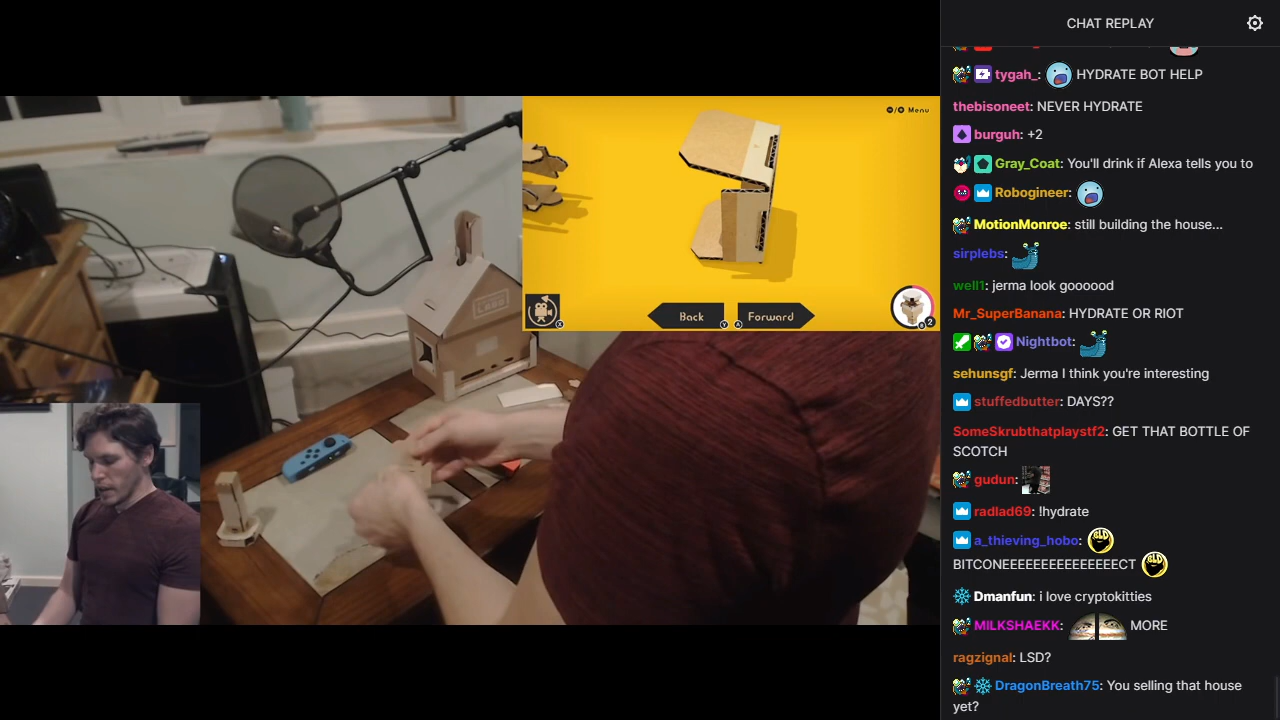 CHAT REPLAY
tygah_: HYDRATE BOT HELP
thebisoneet: NEVER HYDRATE
burguh: +2
Gray_Coat: You'll drink if Alexa tells you to
Robogineer:
MotionMonroe: still building the house...
sirplebs:
well1: jerma look goooood
Mr_SuperBanana: HYDRATE OR RIOT
Nightbot:
sehunsgf: Jerma I think you're interesting
stuffedbutter: DAYS??
SomeSkrubthatplaystf2: GET THAT BOTTLE OF
SCOTCH
gudun:
radlad69: !hydrate
a_thieving_hobo:
BITCONEEEEEEEEEEEEEEECT
Dmanfun: i love cryptokitties
MILKSHAEKK: MORE
ragzignal: LSD?
DragonBreath75: You selling that house
yet?
-/+ Menu
Back
Y
Forward
A
X
2